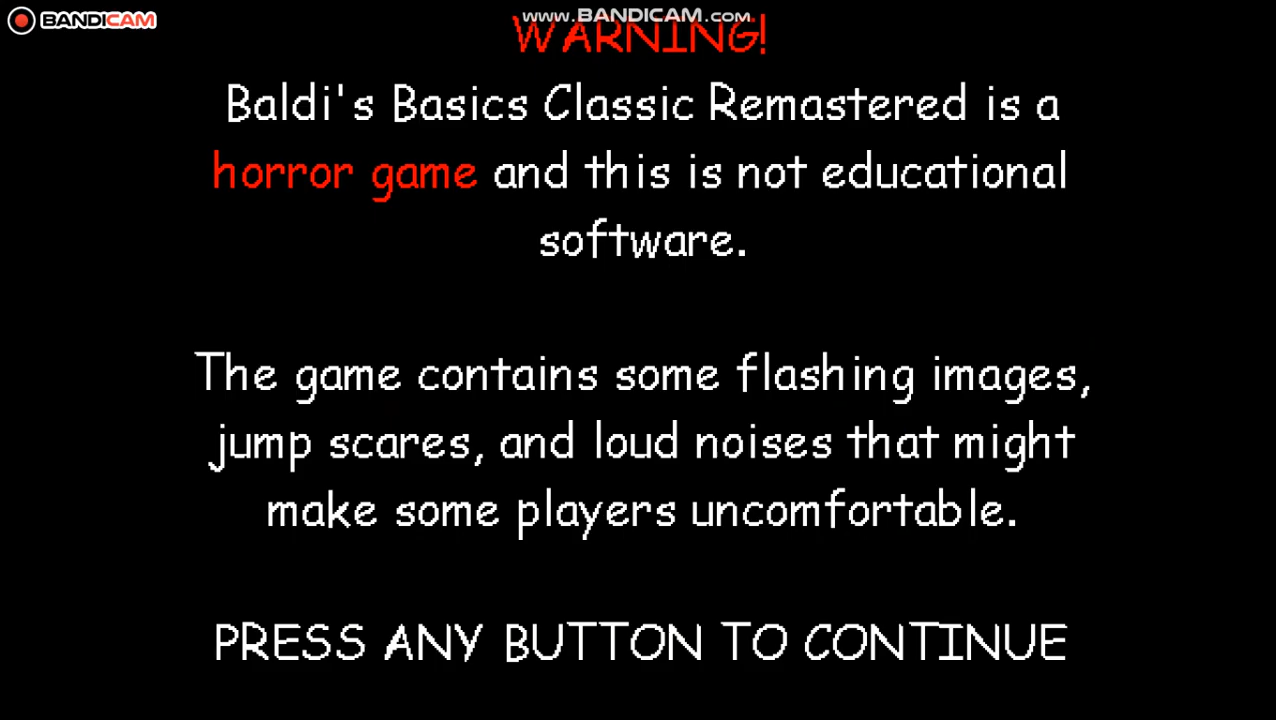 BANDICAM
www.BANDICAM.com
WARNING!
Baldi's Basics Classic Remastered is a
horror game and this is not educational
software.
The game contains some flashing images,
jump scares, and loud noises that might
make some players uncomfortable.
PRESS ANY BUTTON TO CONTINUE